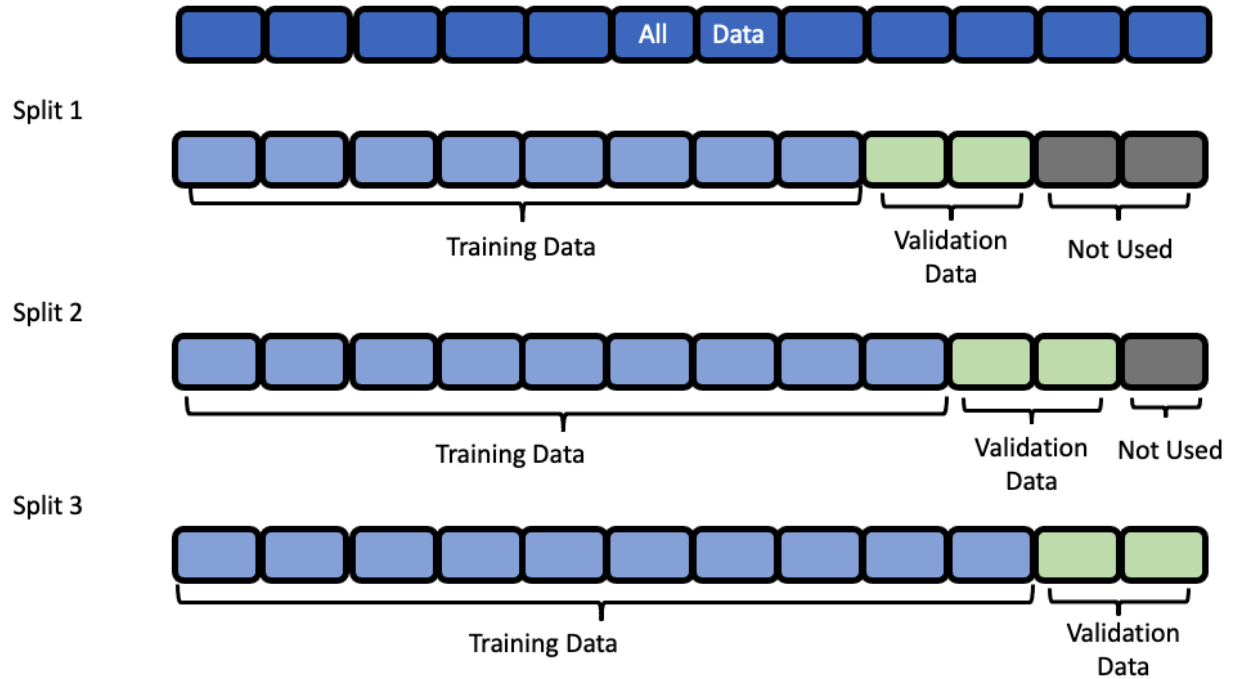 All Data
Split 1
Training Data
Validation
Data
Not Used
Split 2
Training Data
Validation
Data
Not Used
Split 3
Training Data
Validation
Data